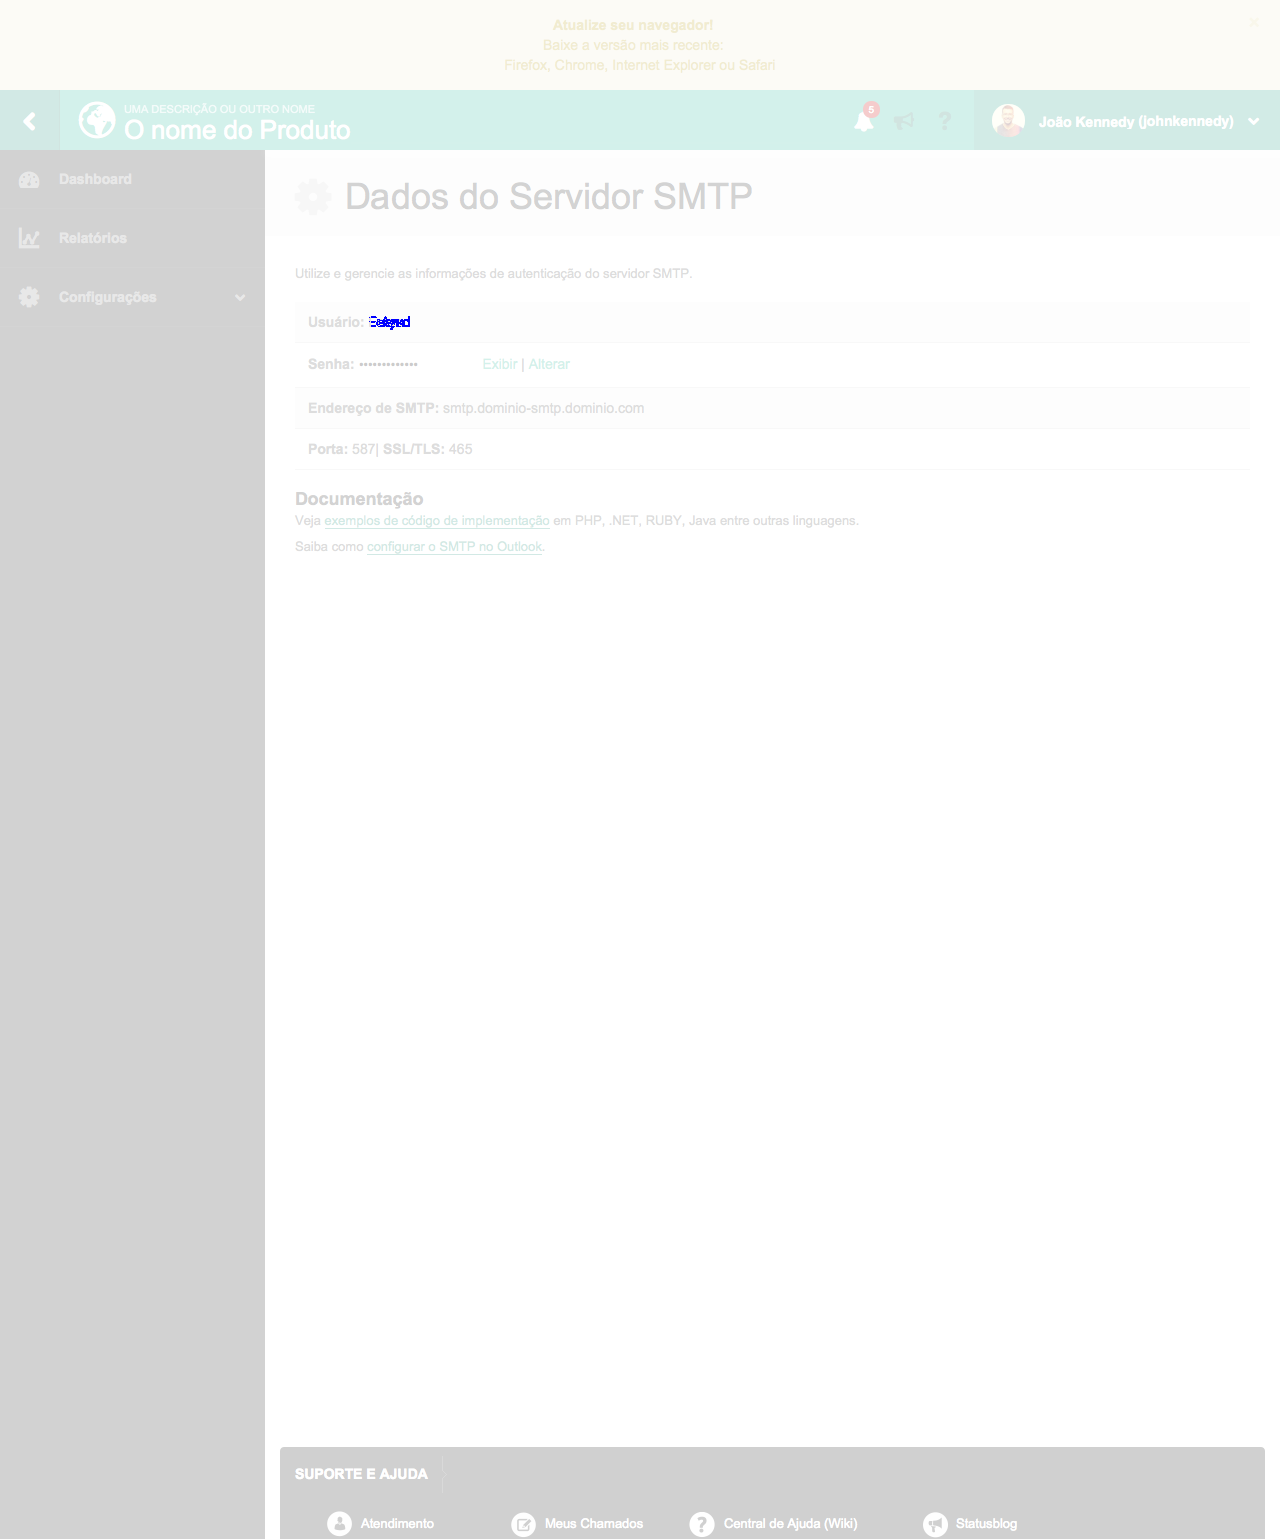 Atualize seu navegador!
Baixe a versão mais recente:
Firefox, Chrome, Internet Explorer ou Safari
×
UMA DESCRIÇÃO OU OUTRO NOME
O nome do Produto
5
?
João Kennedy (johnkennedy)
Dashboard
Relatórios
Configurações
Dados do Servidor SMTP
Utilize e gerencie as informações de autenticação do servidor SMTP.
Usuário:
Senha: •••••••••••••
Exibir | Alterar
Endereço de SMTP: smtp.dominio-smtp.dominio.com
Porta: 587| SSL/TLS: 465
Documentação
Veja exemplos de código de implementação em PHP, .NET, RUBY, Java entre outras linguagens.
Saiba como configurar o SMTP no Outlook.
SUPORTE E AJUDA
Atendimento
Meus Chamados
? Central de Ajuda (Wiki)
Statusblog